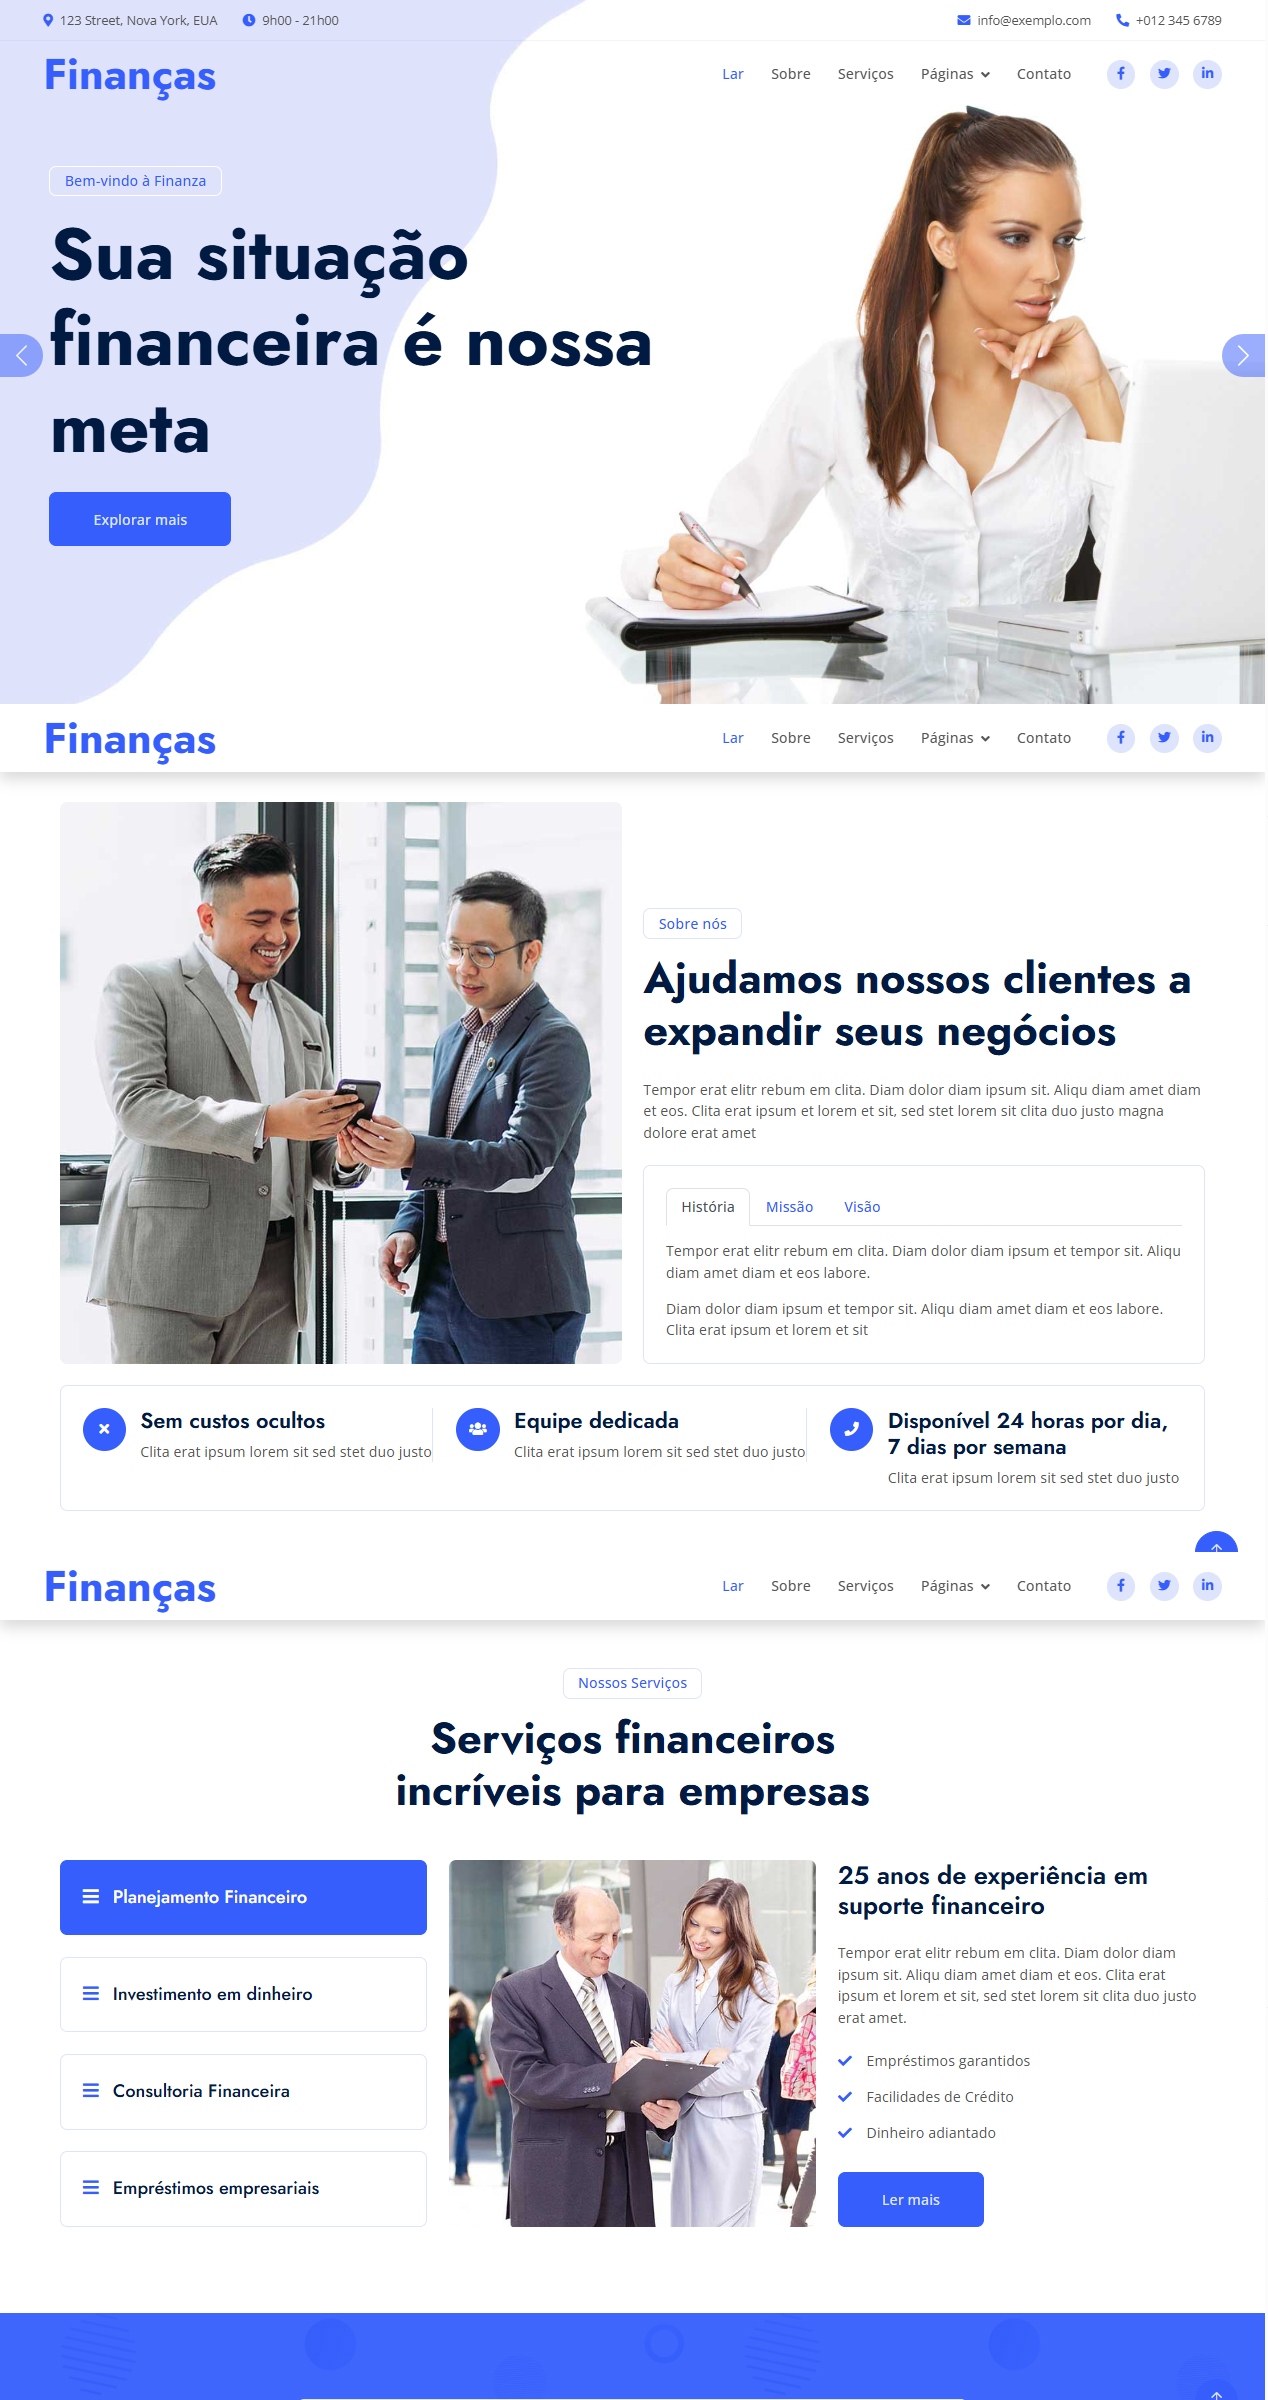 123 Street, Nova York, EUA 9h00 - 21h00 info@exemplo.com +012 345 6789
Finanças Lar Sobre Serviços Páginas Contato
Bem-vindo à Finanza
Sua situação
financeira é nossa
meta
Explorar mais
Finanças Lar Sobre Serviços Páginas Contato
Sobre nós
Ajudamos nossos clientes a
expandir seus negócios
Tempor erat elitr rebum em clita. Diam dolor diam ipsum sit. Aliqu diam amet diam
et eos. Clita erat ipsum et lorem et sit, sed stet lorem sit clita duo justo magna
dolore erat amet
História Missão Visão
Tempor erat elitr rebum em clita. Diam dolor diam ipsum et tempor sit. Aliqu
diam amet diam et eos labore.
Diam dolor diam ipsum et tempor sit. Aliqu diam amet diam et eos labore.
Clita erat ipsum et lorem et sit
Sem custos ocultos
Clita erat ipsum lorem sit sed stet duo justo
Equipe dedicada
Clita erat ipsum lorem sit sed stet duo justo
Disponível 24 horas por dia,
7 dias por semana
Clita erat ipsum lorem sit sed stet duo justo
Finanças Lar Sobre Serviços Páginas Contato
Nossos Serviços
Serviços financeiros
incríveis para empresas
Planejamento Financeiro
Investimento em dinheiro
Consultoria Financeira
Empréstimos empresariais
25 anos de experiência em
suporte financeiro
Tempor erat elitr rebum em clita. Diam dolor diam
ipsum sit. Aliqu diam amet diam et eos. Clita erat
ipsum et lorem et sit, sed stet lorem sit clita duo justo
erat amet.
Empréstimos garantidos
Facilidades de Crédito
Dinheiro adiantado
Ler mais